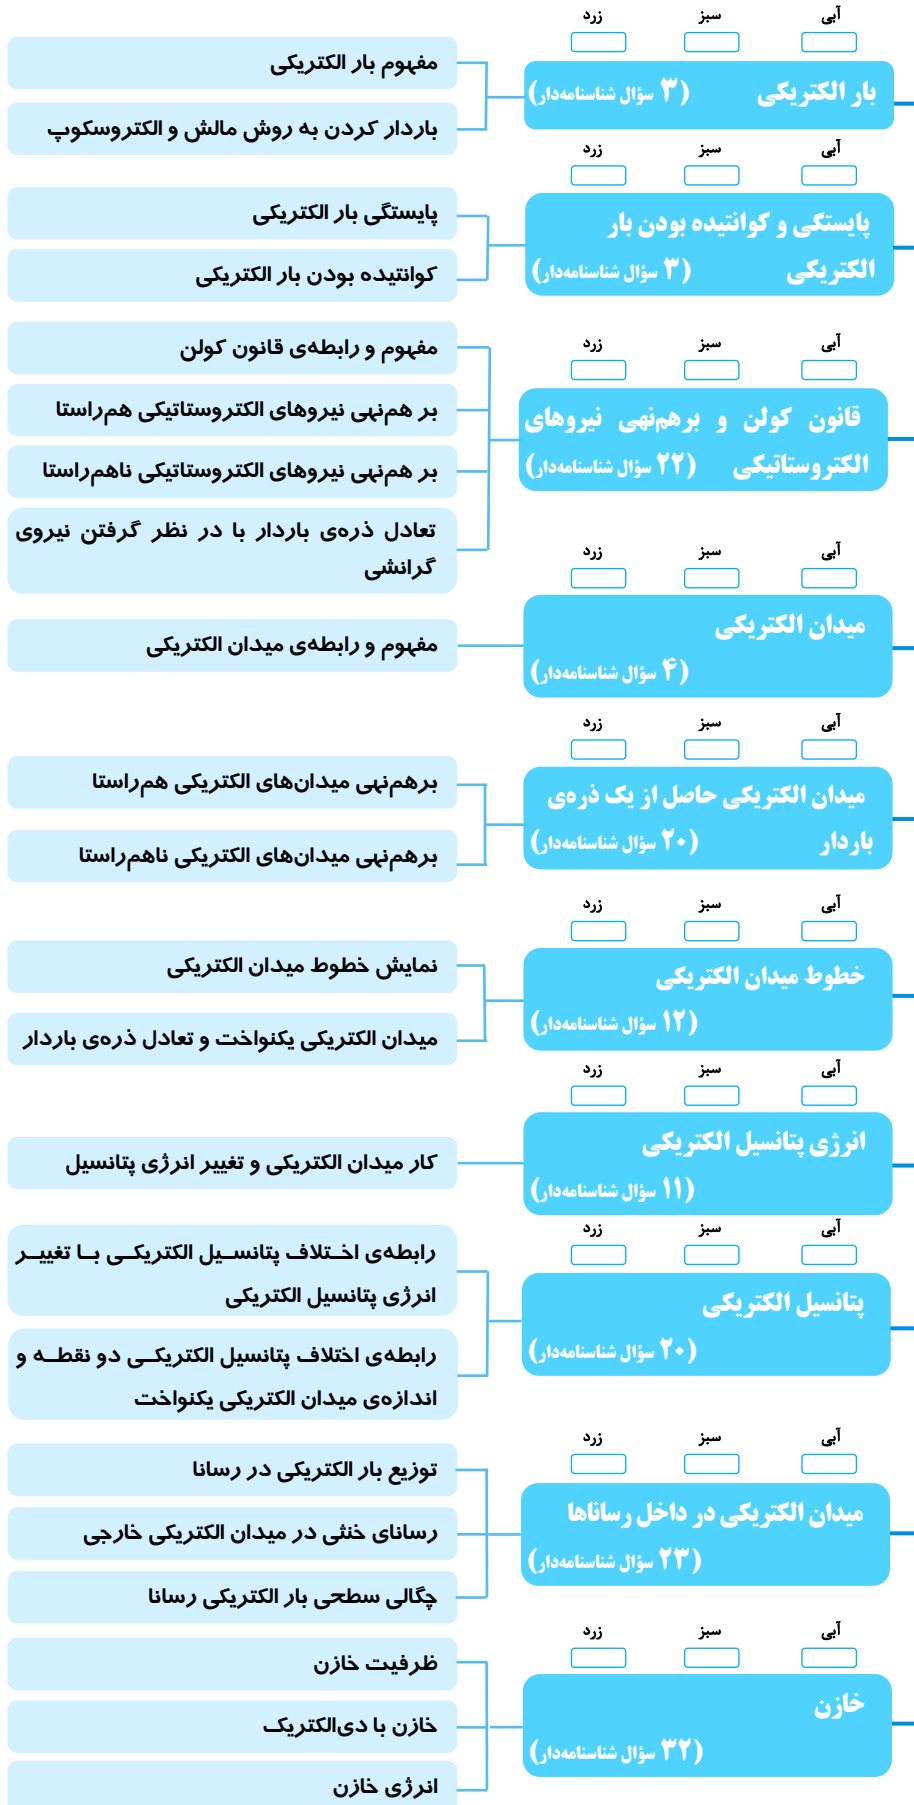 آبی سبز زرد
بار الکتریکی (۳ سؤال شناسنامه‌دار)
مفهوم بار الکتریکی
باردار کردن به روش مالش و الکتروسکوپ
آبی سبز زرد
پایستگی و کوانتیده بودن بار
الکتریکی (۳ سؤال شناسنامه‌دار)
پایستگی بار الکتریکی
کوانتیده بودن بار الکتریکی
آبی سبز زرد
قانون کولن و برهم‌نهی نیروهای
الکتروستاتیکی (۲۲ سؤال شناسنامه‌دار)
مفهوم و رابطه‌ی قانون کولن
بر هم‌نهی نیروهای الکتروستاتیکی هم‌راستا
بر هم‌نهی نیروهای الکتروستاتیکی ناهم‌راستا
تعادل ذره‌ی باردار با در نظر گرفتن نیروی
گرانشی
آبی سبز زرد
میدان الکتریکی
(۴ سؤال شناسنامه‌دار)
مفهوم و رابطه‌ی میدان الکتریکی
آبی سبز زرد
میدان الکتریکی حاصل از یک ذره‌ی
باردار (۲۰ سؤال شناسنامه‌دار)
برهم‌نهی میدان‌های الکتریکی هم‌راستا
برهم‌نهی میدان‌های الکتریکی ناهم‌راستا
آبی سبز زرد
خطوط میدان الکتریکی
(۱۲ سؤال شناسنامه‌دار)
نمایش خطوط میدان الکتریکی
میدان الکتریکی یکنواخت و تعادل ذره‌ی باردار
آبی سبز زرد
انرژی پتانسیل الکتریکی
(۱۱ سؤال شناسنامه‌دار)
کار میدان الکتریکی و تغییر انرژی پتانسیل
آبی سبز زرد
پتانسیل الکتریکی
(۲۰ سؤال شناسنامه‌دار)
رابطه‌ی اختلاف پتانسیل الکتریکی با تغییر
انرژی پتانسیل الکتریکی
رابطه‌ی اختلاف پتانسیل الکتریکی دو نقطه و
اندازه‌ی میدان الکتریکی یکنواخت
آبی سبز زرد
میدان الکتریکی در داخل رساناها
(۲۳ سؤال شناسنامه‌دار)
توزیع بار الکتریکی در رسانا
رسانای خنثی در میدان الکتریکی خارجی
چگالی سطحی بار الکتریکی رسانا
آبی سبز زرد
خازن
(۳۲ سؤال شناسنامه‌دار)
ظرفیت خازن
خازن با دی‌الکتریک
انرژی خازن